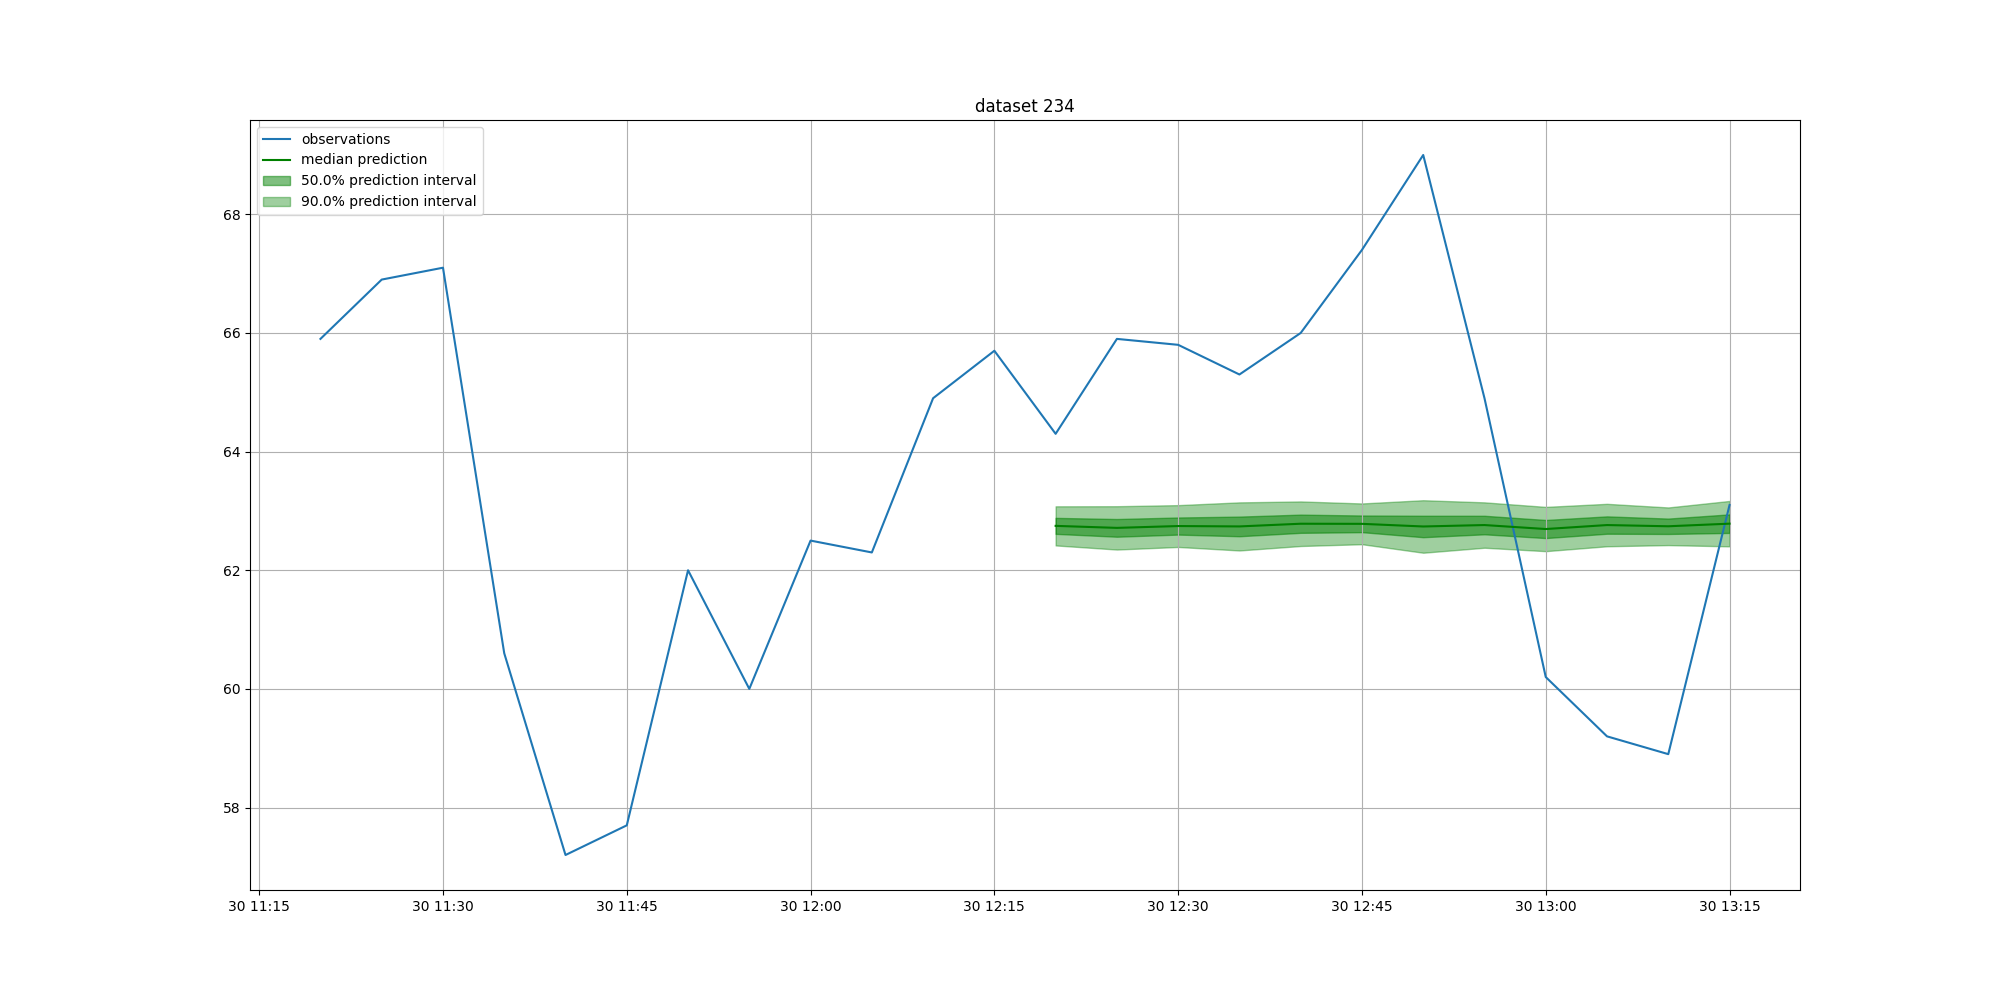 dataset 234
observations
median prediction
50.0% prediction interval
90.0% prediction interval
68
66
64
62
60
58
30 11:15 30 11:30 30 11:45 30 12:00 30 12:15 30 12:30 30 12:45 30 13:00 30 13:15